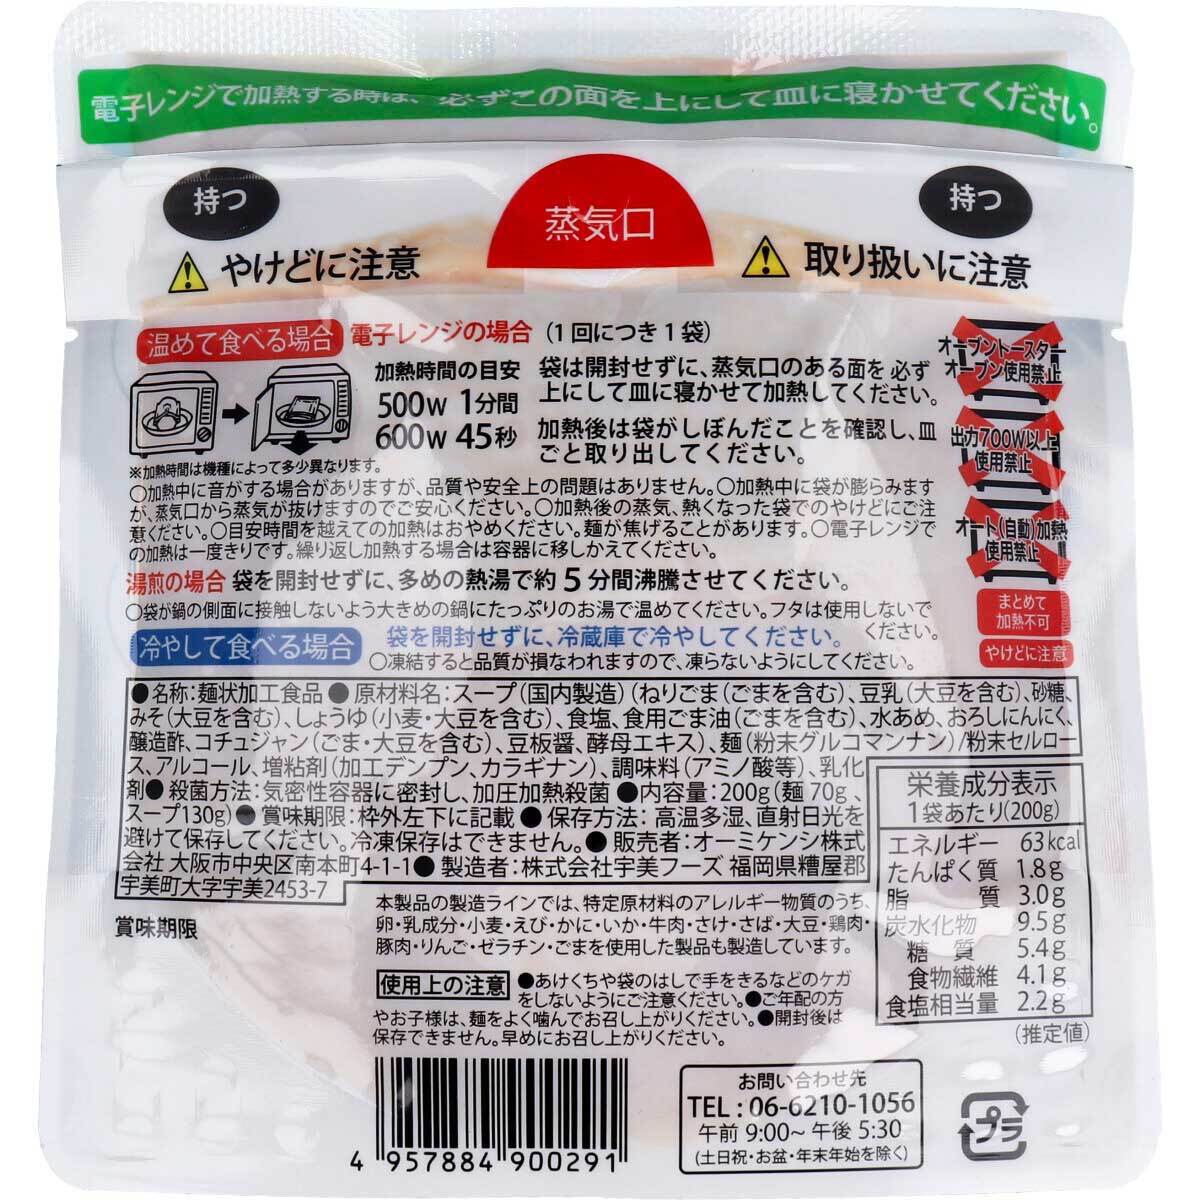 電子レンジで加熱する時は、必ずこの面を上にして皿に寝かせてください。
持つ
蒸気口
持つ
やけどに注意
取り扱いに注意
温めて食べる場合
電子レンジの場合(1回につき1袋)
加熱時間の目安
500W 1分間
600W 45秒
袋は開封せずに、蒸気口のある面を必ず
上にして皿に寝かせて加熱してください。
加熱後は袋がしぼんだことを確認し、皿
ごと取り出してください。
オーブントースター
オーブン使用禁止
出力700W以上
使用禁止
オート(自動)加熱
使用禁止
まとめて
加熱不可
やけどに注意
※加熱時間は機種によって多少異なります。
○加熱中に音がする場合がありますが、品質や安全上の問題はありません。○加熱中に袋が膨らみます
が、蒸気口から蒸気が抜けますのでご安心ください。○加熱後の蒸気、熱くなった袋でのやけどにご注
意ください。○目安時間を越えての加熱はおやめください。麺が焦げることがあります。○電子レンジで
の加熱は一度きりです。繰り返し加熱する場合は容器に移しかえてください。
湯煎の場合 袋を開封せずに、多めの熱湯で約5分間沸騰させてください。
○袋が鍋の側面に接触しないよう大きめの鍋にたっぷりのお湯で温めてください。フタは使用しないで
ください。
冷やして食べる場合
袋を開封せずに、冷蔵庫で冷やしてください。
○凍結すると品質が損なわれますので、凍らないようにしてください。
●名称:麺状加工食品 ●原材料名:スープ(国内製造)(ねりごま(ごまを含む)、豆乳(大豆を含む)、砂糖、
みそ(大豆を含む)、しょうゆ(小麦・大豆を含む)、食塩、食用ごま油(ごまを含む)、水あめ、おろしにんにく、
醸造酢、コチュジャン(ごま・大豆を含む)、豆板醤、酵母エキス)、麺(粉末グルコマンナン)/粉末セルロー
ス、アルコール、増粘剤(加工デンプン、カラギナン)、調味料(アミノ酸等)、乳化
剤●殺菌方法:気密性容器に密封し、加圧加熱殺菌 ●内容量:200g(麺70g、
スープ130g)●賞味期限:枠外左下に記載 ●保存方法:高温多湿、直射日光を
避けて保存してください。冷凍保存はできません。●販売者:オーミケンシ株式
会社 大阪市中央区南本町4-1-1●製造者:株式会社宇美フーズ 福岡県糟屋郡
宇美町大字宇美2453-7
栄養成分表示
1袋あたり(200g)
エネルギー 63kcal
たんぱく質 1.8g
脂質 3.0g
炭水化物 9.5g
糖質 5.4g
食物繊維 4.1g
食塩相当量 2.2g
(推定値)
賞味期限
本製品の製造ラインでは、特定原材料のアレルギー物質のうち、
卵・乳成分・小麦・えび・かに・いか・牛肉・さけ・さば・大豆・鶏肉・
豚肉・りんご・ゼラチン・ごまを使用した製品も製造しています。
使用上の注意 ●あけくちや袋のはしで手をきるなどのケガ
をしないようにご注意ください。●ご年配の方
やお子様は、麺をよく噛んでお召し上がりください。●開封後は
保存できません。早めにお召し上がりください。
4 957884 900291
お問い合わせ先
TEL:06-6210-1056
午前 9:00～午後 5:30
(土日祝・お盆・年末年始を除く)
プラ